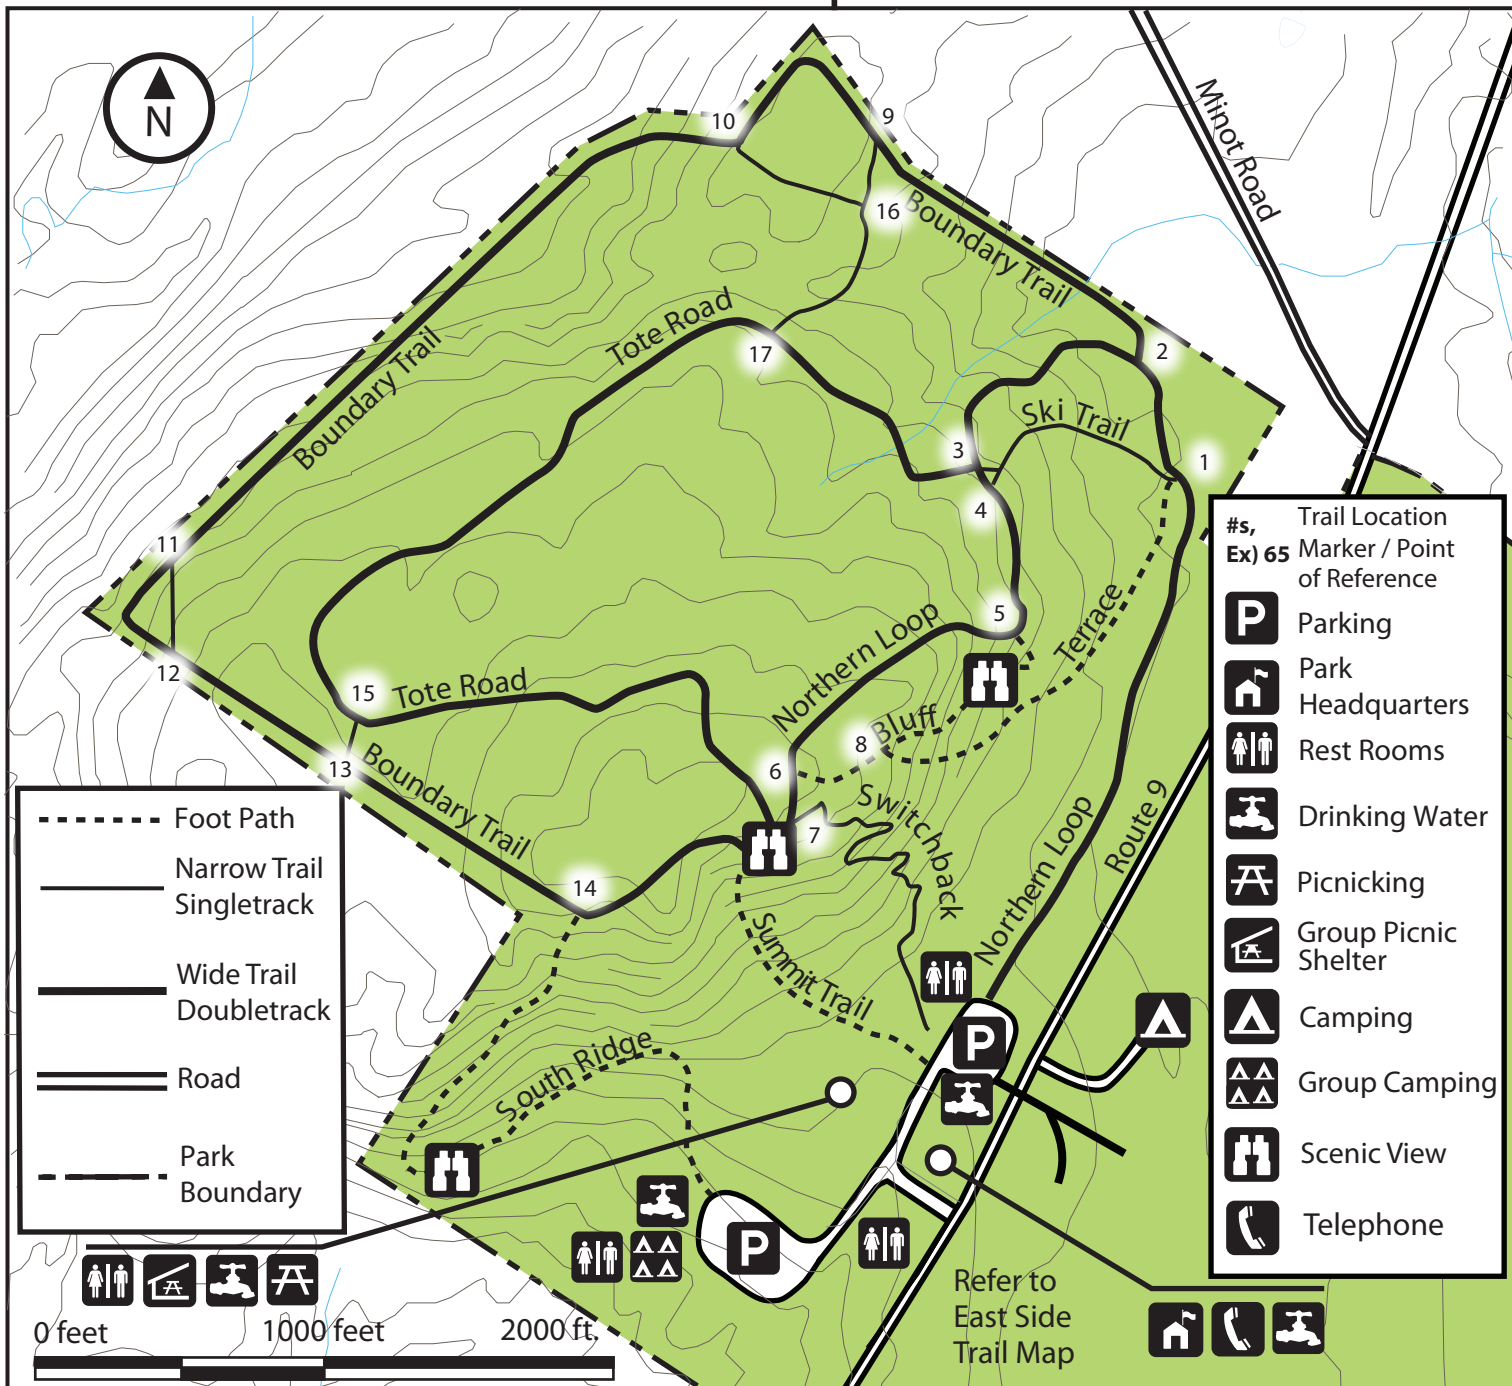 N
10
9
Minot Road
16
Boundary Trail
Tote Road
17
2
Boundary Trail
Ski Trail
3
1
4
11
5
Northern Loop
Terrace
12
15
Tote Road
8
Bluff
6
13
Boundary Trail
7
Switchback
14
Northern Loop
Route 9
Summit Trail
South Ridge
P
P
Refer to
East Side
Trail Map
Foot Path
Narrow Trail
Singletrack
Wide Trail
Doubletrack
Road
Park
Boundary
#s,
Ex) 65
Trail Location
Marker / Point
of Reference
P
Parking
Park
Headquarters
Rest Rooms
Drinking Water
Picnicking
Group Picnic
Shelter
Camping
Group Camping
Scenic View
Telephone
0 feet
1000 feet
2000 ft.